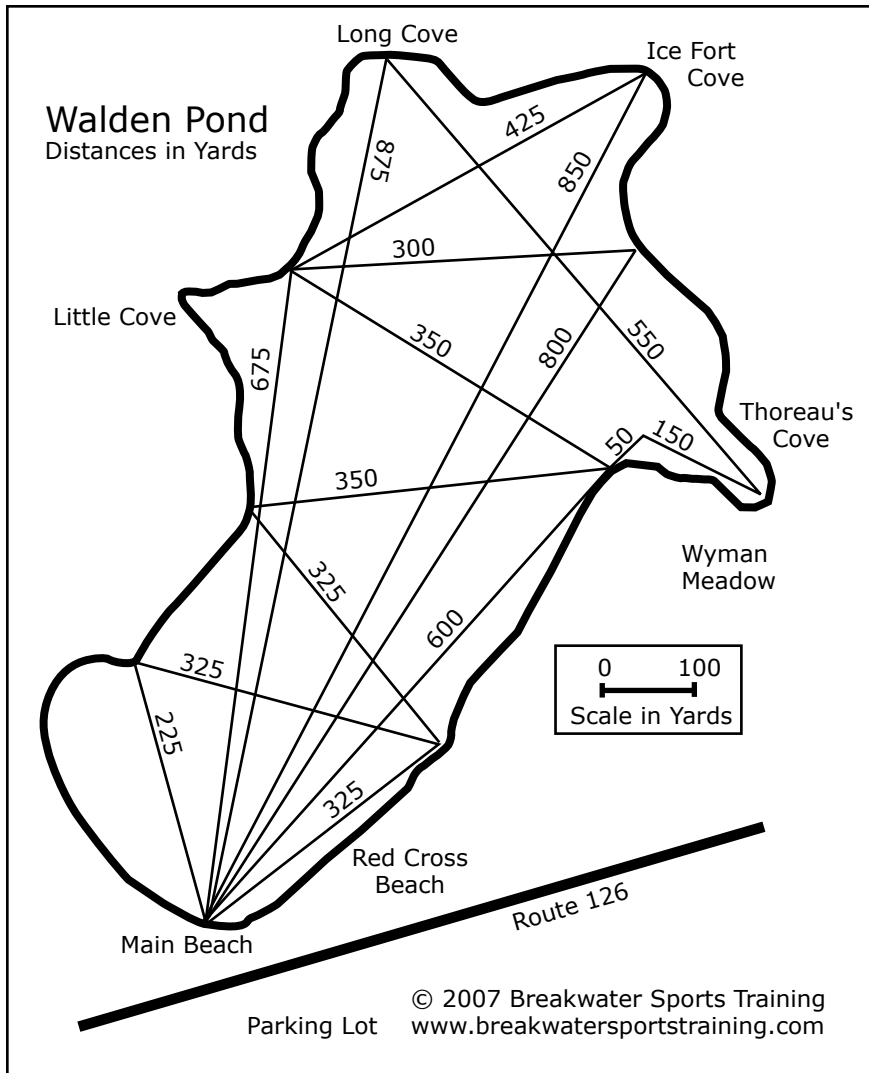 Long Cove
Ice Fort
Cove
Walden Pond
Distances in Yards
425
875
850
300
Little Cove
350
800
550
675
Thoreau's
Cove
50
150
350
Wyman
Meadow
325
600
325
0 100
Scale in Yards
225
325
Red Cross
Beach
Route 126
Main Beach
© 2007 Breakwater Sports Training
Parking Lot
www.breakwatersportstraining.com